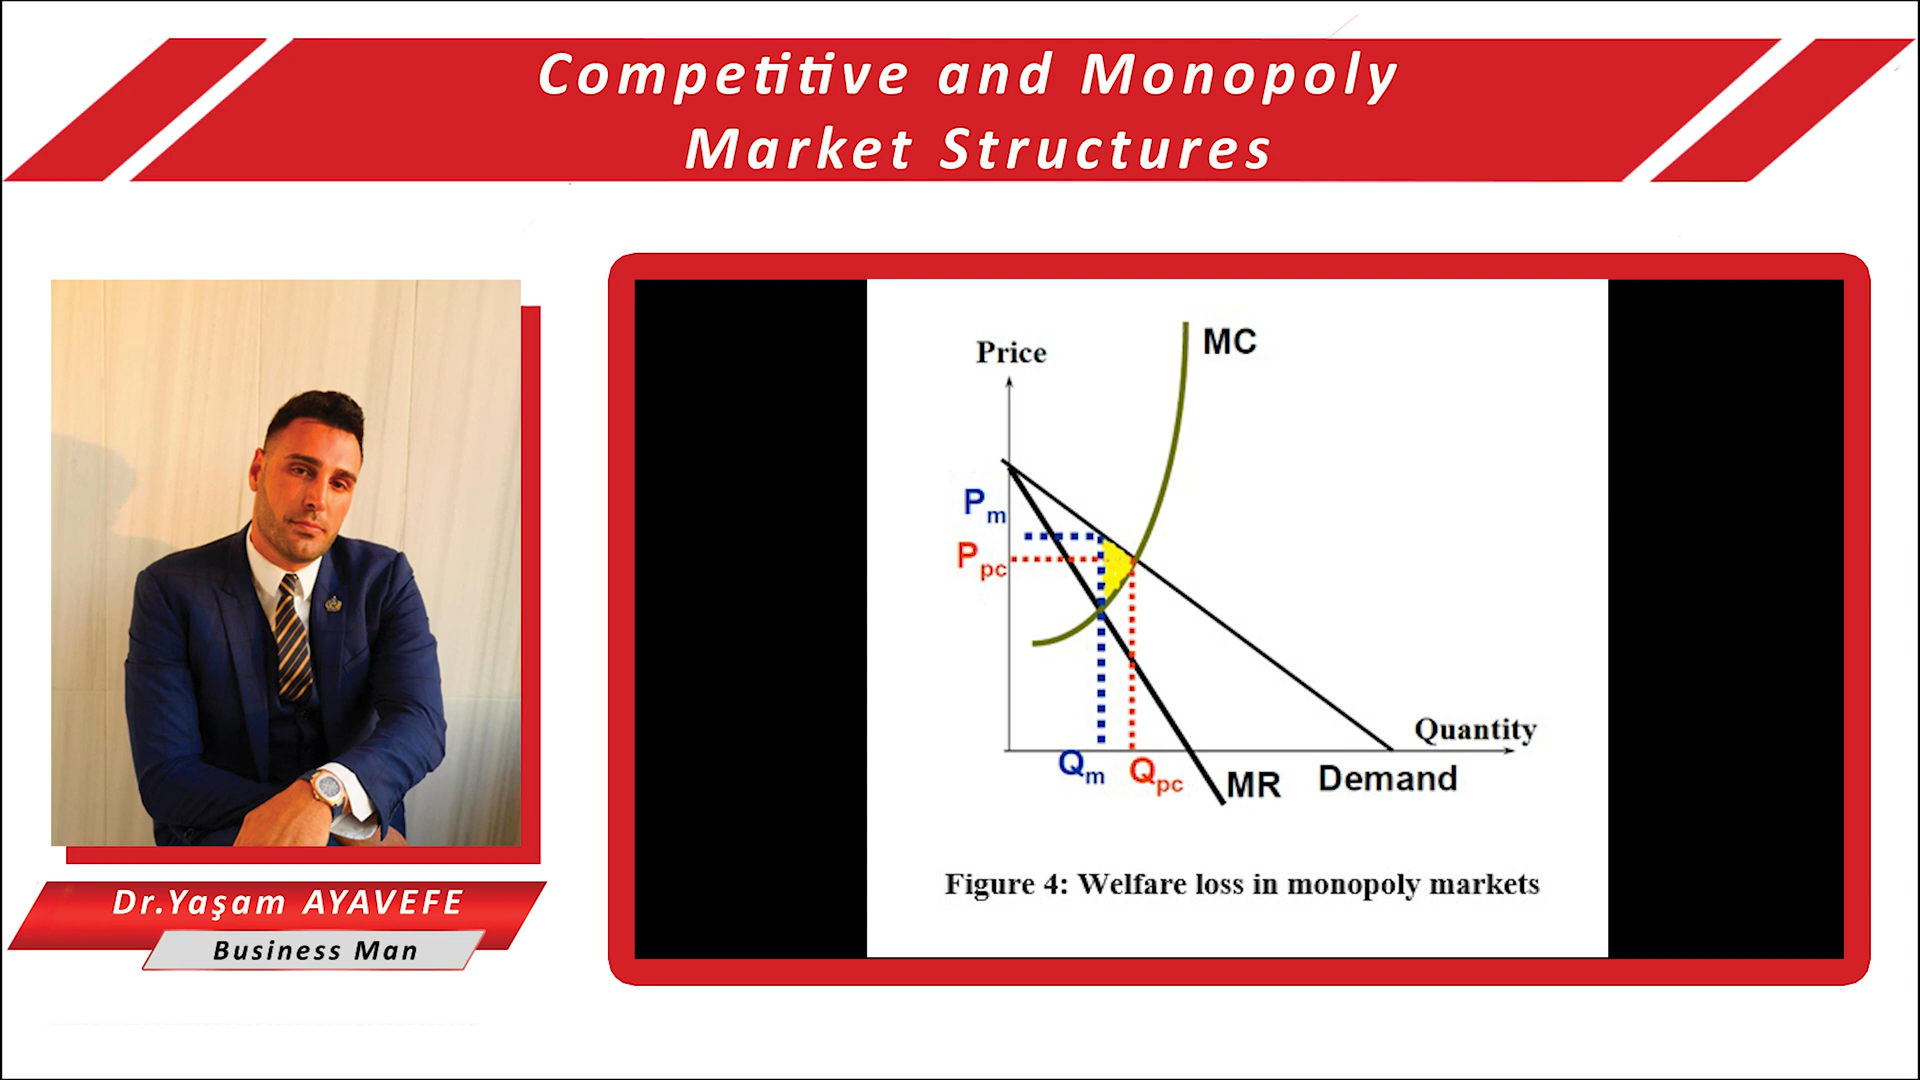 Competitive and Monopoly
Market Structures
MC
Price
Pm
Ppc
Quantity
Qm
Qpc
MR
Demand
Figure 4: Welfare loss in monopoly markets
Dr.Yaşam AYAVEFE
Business Man